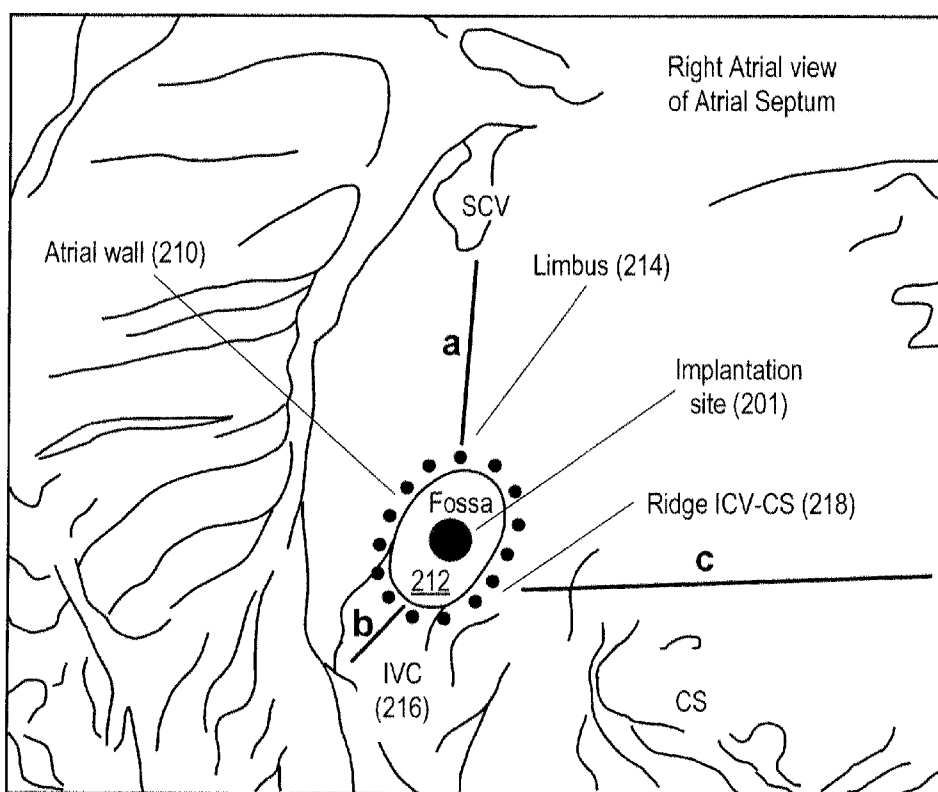 Right Atrial view
of Atrial Septum
SCV
Atrial wall (210)
Limbus (214)
a
Implantation
site (201)
Fossa
Ridge ICV-CS (218)
c
212
b
IVC
(216)
CS